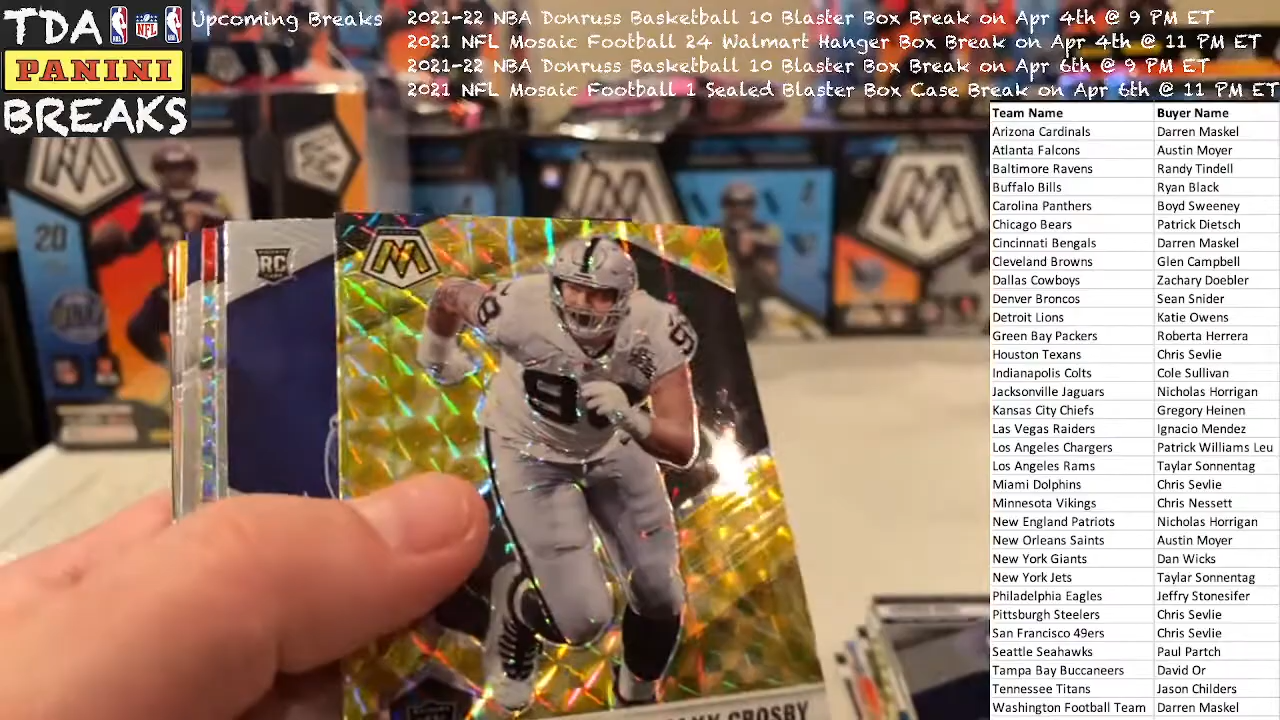 TDA
PANINI
BREAKS
Upcoming Breaks
2021-22 NBA Donruss Basketball 10 Blaster Box Break on Apr 4th @ 9 PM ET
2021 NFL Mosaic Football 24 Walmart Hanger Box Break on Apr 4th @ 11 PM ET
2021-22 NBA Donruss Basketball 10 Blaster Box Break on Apr 6th @ 9 PM ET
2021 NFL Mosaic Football 1 Sealed Blaster Box Case Break on Apr 6th @ 11 PM ET
Team Name Buyer Name
Arizona Cardinals Darren Maskel
Atlanta Falcons Austin Moyer
Baltimore Ravens Randy Tindell
Buffalo Bills Ryan Black
Carolina Panthers Boyd Sweeney
Chicago Bears Patrick Dietsch
Cincinnati Bengals Darren Maskel
Cleveland Browns Glen Campbell
Dallas Cowboys Zachary Doebler
Denver Broncos Sean Snider
Detroit Lions Katie Owens
Green Bay Packers Roberta Herrera
Houston Texans Chris Sevlie
Indianapolis Colts Cole Sullivan
Jacksonville Jaguars Nicholas Horrigan
Kansas City Chiefs Gregory Heinen
Las Vegas Raiders Ignacio Mendez
Los Angeles Chargers Patrick Williams Leu
Los Angeles Rams Taylar Sonnentag
Miami Dolphins Chris Sevlie
Minnesota Vikings Chris Nessett
New England Patriots Nicholas Horrigan
New Orleans Saints Austin Moyer
New York Giants Dan Wicks
New York Jets Taylar Sonnentag
Philadelphia Eagles Jeffry Stonesifer
Pittsburgh Steelers Chris Sevlie
San Francisco 49ers Chris Sevlie
Seattle Seahawks Paul Partch
Tampa Bay Buccaneers David Or
Tennessee Titans Jason Childers
Washington Football Team Darren Maskel
20
RC
M
98
CROSBY